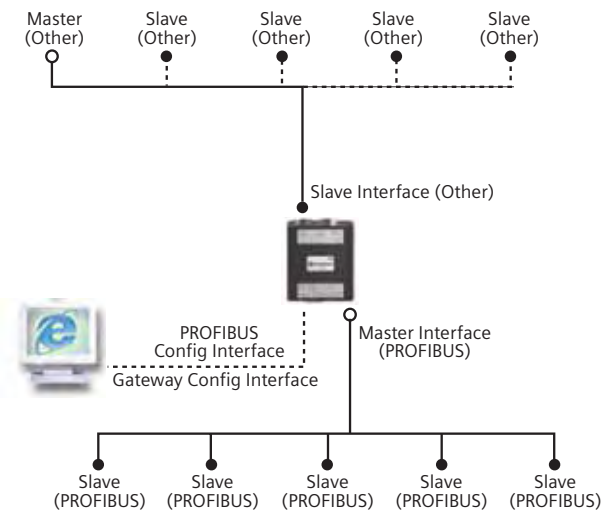 Master
(Other)
Slave
(Other)
Slave
(Other)
Slave
(Other)
Slave
(Other)
Slave Interface (Other)
PROFIBUS
Config Interface
Gateway Config Interface
Master Interface
(PROFIBUS)
Slave
(PROFIBUS)
Slave
(PROFIBUS)
Slave
(PROFIBUS)
Slave
(PROFIBUS)
Slave
(PROFIBUS)